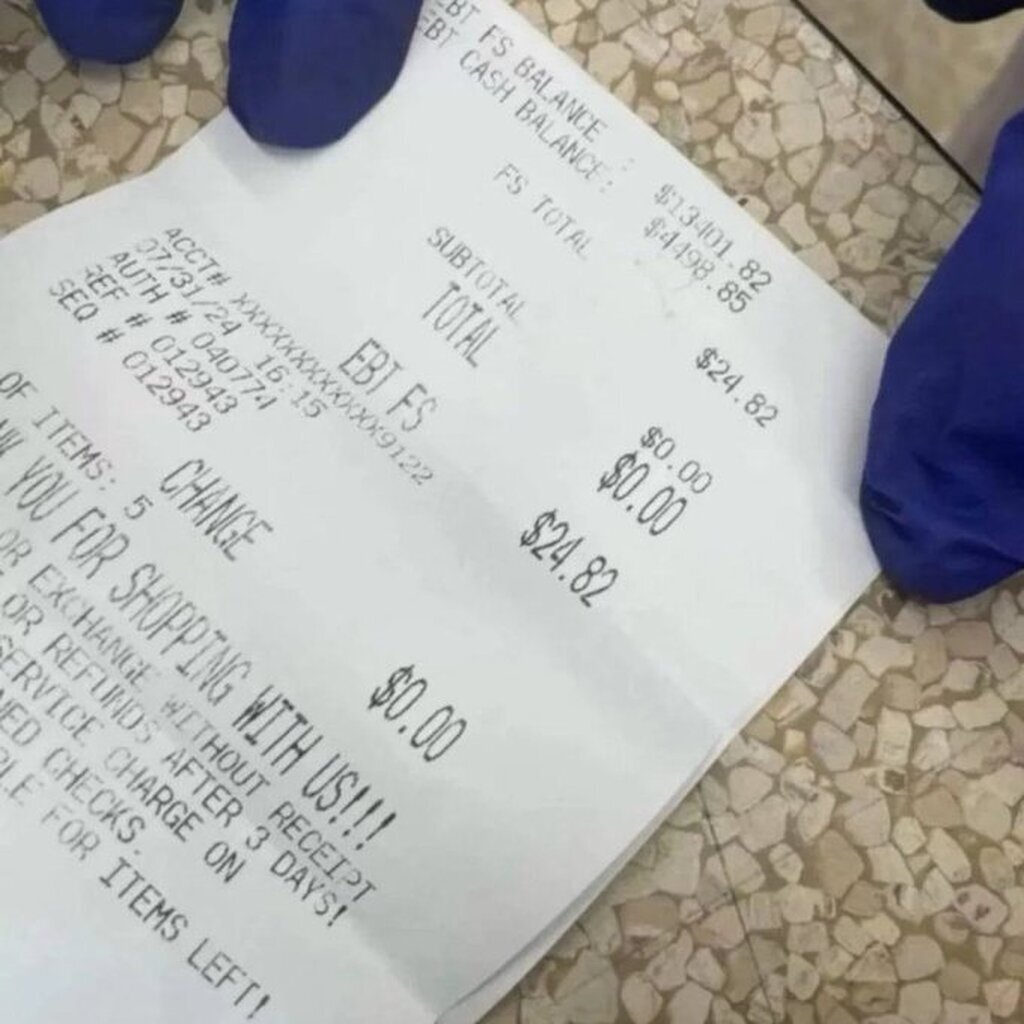 EBT FS BALANCE : $13401.82
EBT CASH BALANCE: $4498.85
FS TOTAL $24.82
SUBTOTAL $0.00
TOTAL $0.00
EBT FS $24.82
ACCT# XXXXXXXXXXXXXXX9122
07/31/24 16:15
AUTH # 040774
REF # 012943
SEQ # 012943
CHANGE $0.00
OF ITEMS: 5
YOU FOR SHOPPING WITH US!!!
OR EXCHANGE WITHOUT RECEIPT
OR REFUNDS AFTER 3 DAYS!
SERVICE CHARGE ON
CHECKS.
FOR ITEMS LEFT!